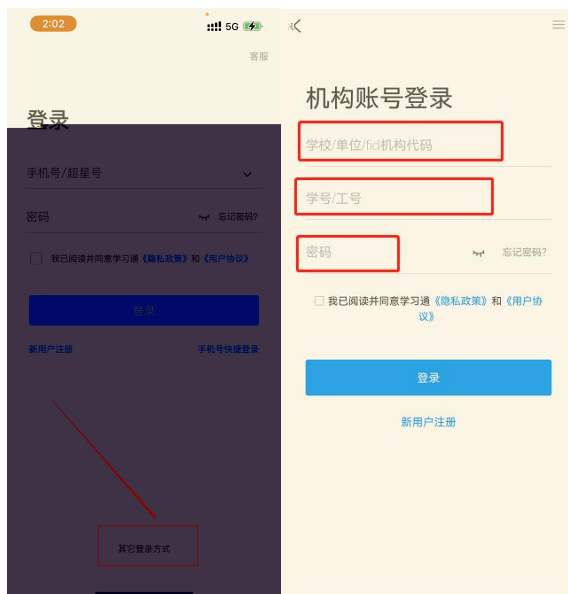 2:02
5G
客服
登录
手机号/超星号
密码
忘记密码?
我已阅读并同意学习通《隐私政策》和《用户协议》
登录
新用户注册
手机号快捷登录
其它登录方式
机构账号登录
学校/单位/fid机构代码
学号/工号
密码
忘记密码?
我已阅读并同意学习通《隐私政策》和《用户协
议》
登录
新用户注册